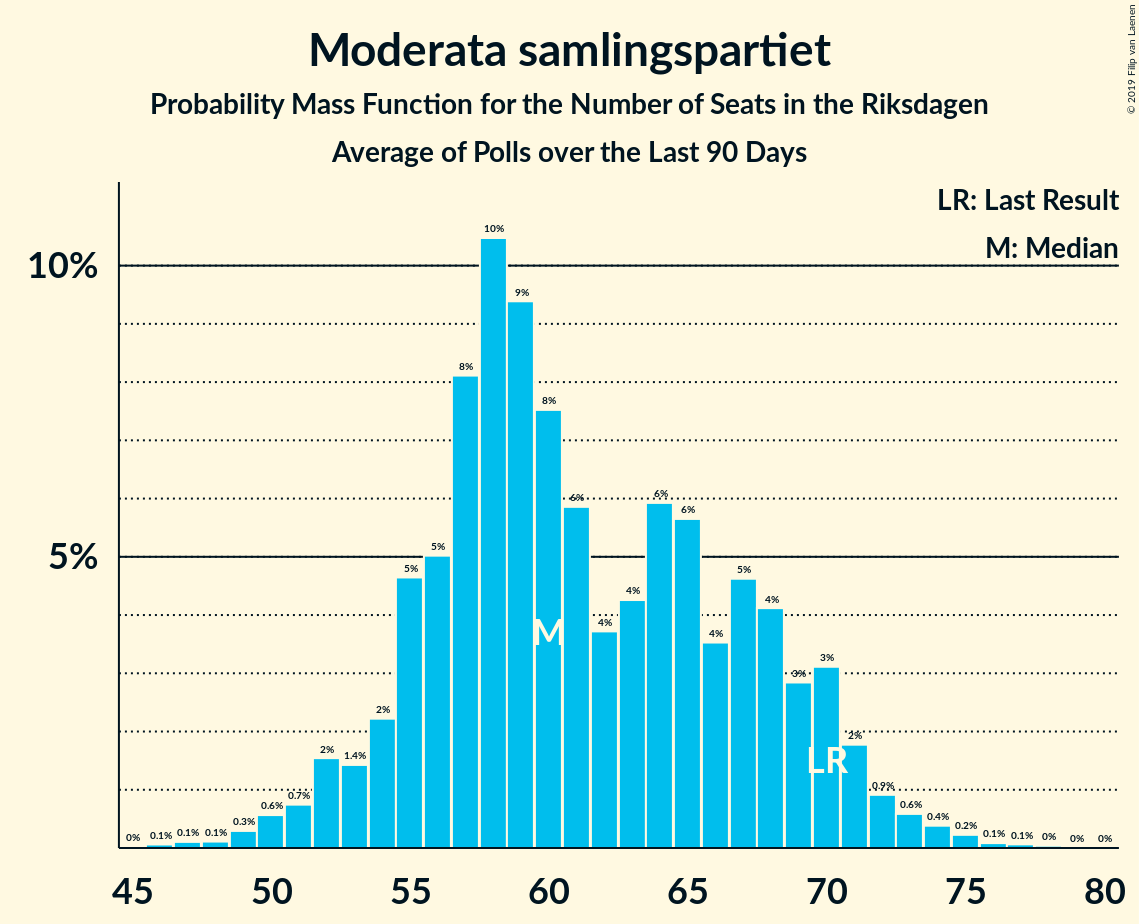 Moderata samlingspartiet
Probability Mass Function for the Number of Seats in the Riksdagen
Average of Polls over the Last 90 Days
© 2019 Filip van Laenen
LR: Last Result
M: Median
10%
5%
0% 0.1% 0.1% 0.1% 0.3% 0.6% 0.7% 2% 1.4% 2% 5% 5% 8% 10% 9% 8% 6% 4% 4% 6% 6% 4% 5% 4% 3% 3% 2% 0.9% 0.6% 0.4% 0.2% 0.1% 0.1% 0% 0% 0%
M
LR
45 50 55 60 65 70 75 80